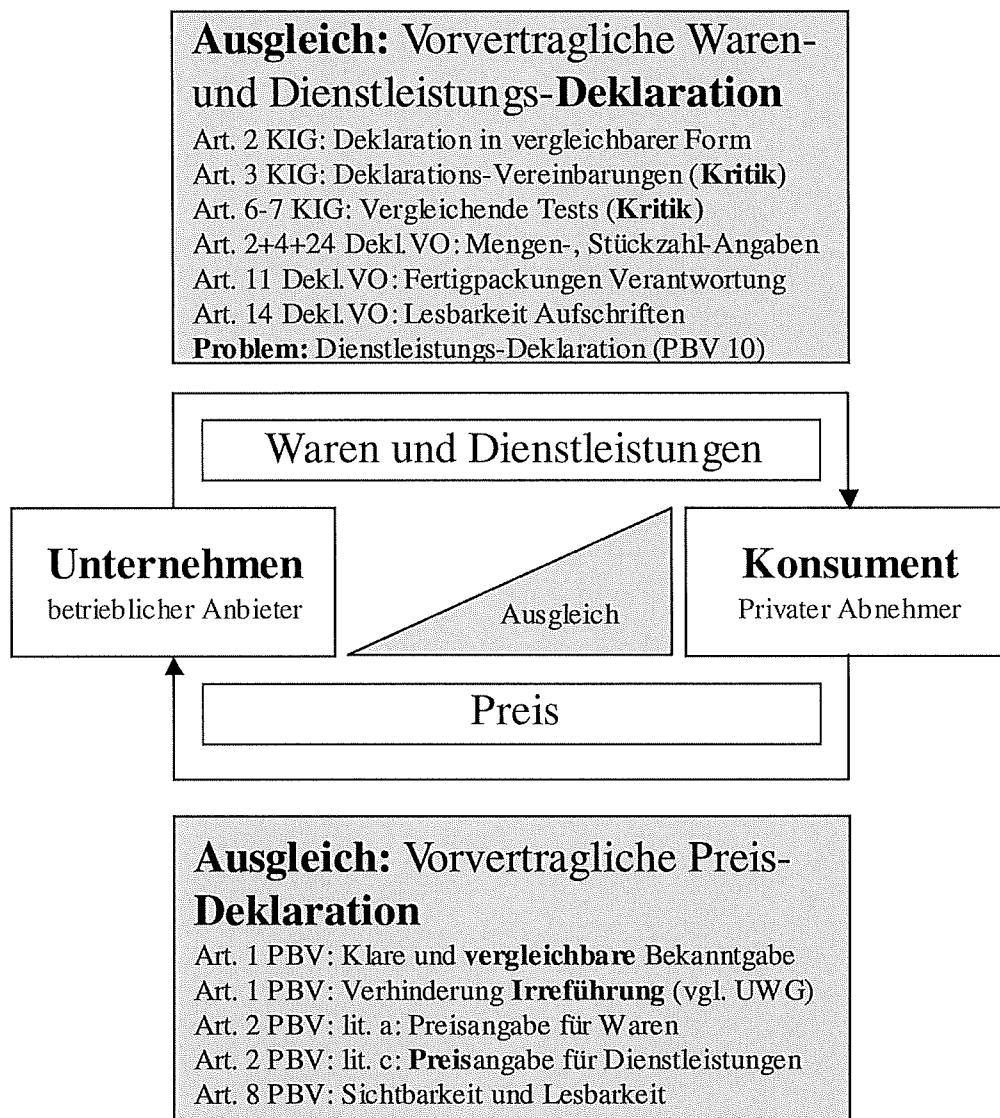 Ausgleich: Vorvertragliche Waren-
und Dienstleistungs-Deklaration
Art. 2 KIG: Deklaration in vergleichbarer Form
Art. 3 KIG: Deklarations-Vereinbarungen (Kritik)
Art. 6-7 KIG: Vergleichende Tests (Kritik)
Art. 2+4+24 Dekl.VO: Mengen-, Stückzahl-Angaben
Art. 11 Dekl.VO: Fertigpackungen Verantwortung
Art. 14 Dekl.VO: Lesbarkeit Aufschriften
Problem: Dienstleistungs-Deklaration (PBV 10)
Waren und Dienstleistungen
Unternehmen
betrieblicher Anbieter
Ausgleich
Konsument
Privater Abnehmer
Preis
Ausgleich: Vorvertragliche Preis-
Deklaration
Art. 1 PBV: Klare und vergleichbare Bekanntgabe
Art. 1 PBV: Verhinderung Irreführung (vgl. UWG)
Art. 2 PBV: lit. a: Preisangabe für Waren
Art. 2 PBV: lit. c: Preisangabe für Dienstleistungen
Art. 8 PBV: Sichtbarkeit und Lesbarkeit